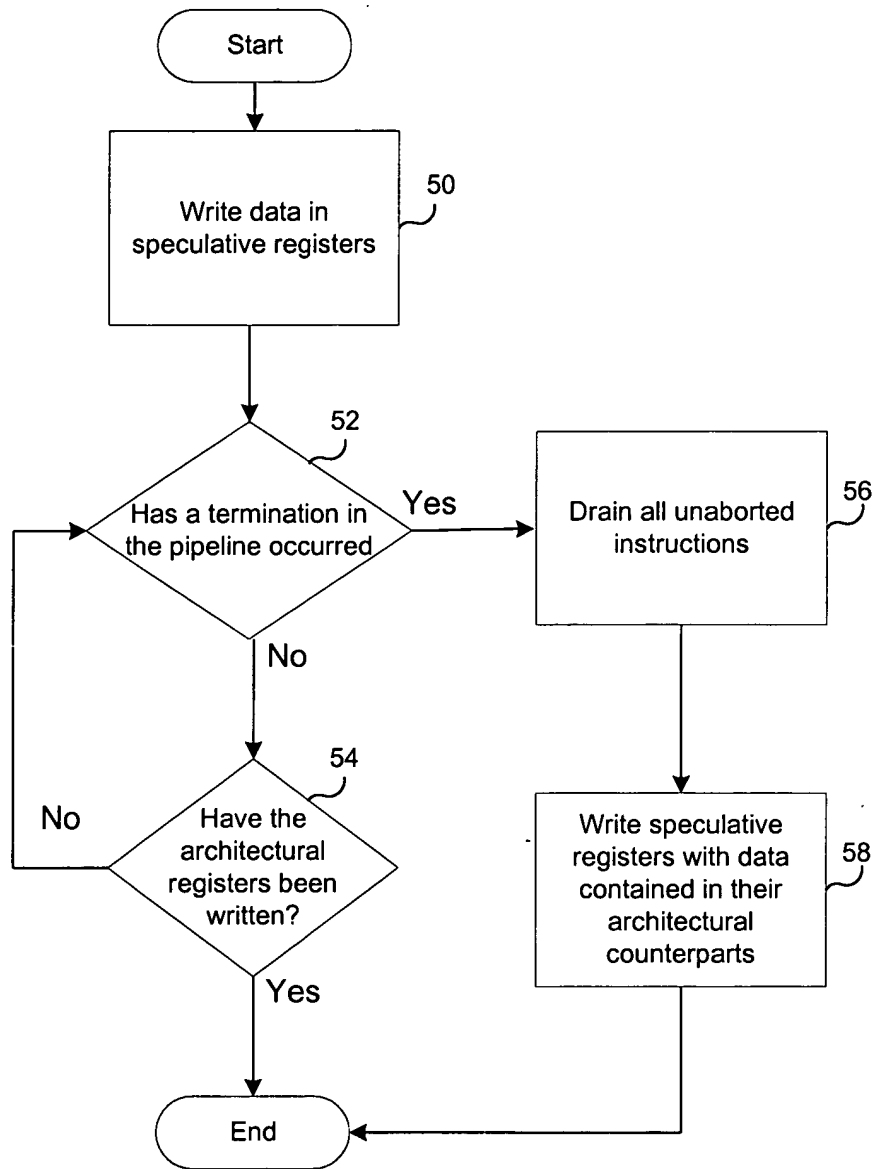 Start
50
Write data in
speculative registers
52
Has a termination in
the pipeline occurred
Yes
56
Drain all unaborted
instructions
No
54
Have the
architectural
registers been
written?
No
58
Write speculative
registers with data
contained in their
architectural
counterparts
Yes
End